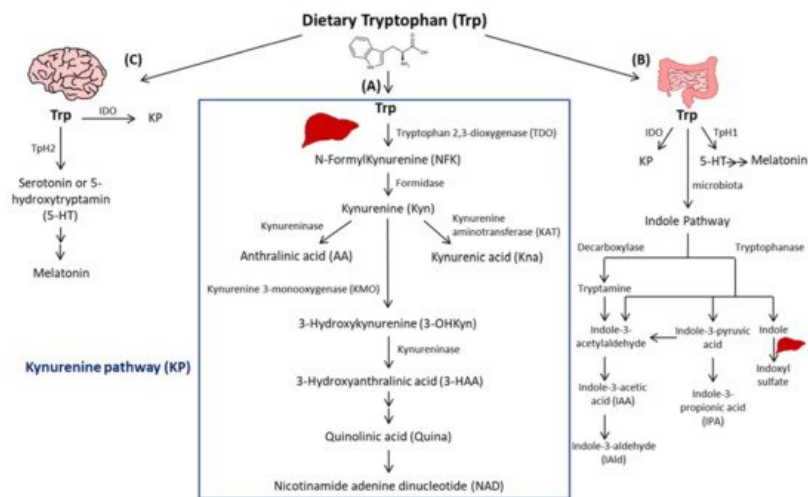 Dietary Tryptophan (Trp)
(C)
(B)
(A)
O
OH
NH₂
Trp
IDO
KP
TpH2
Serotonin or 5-
hydroxytryptamin
(5-HT)
Melatonin
Kynurenine pathway (KP)
Trp
Tryptophan 2,3-dioxygenase (TDO)
N-FormylKynurenine (NFK)
Formidase
Kynurenine (Kyn)
Kynureninase
Kynurenine
aminotransferase (KAT)
Anthralinic acid (AA)
Kynurenic acid (Kna)
Kynurenine 3-monooxygenase (KMO)
3-Hydroxykynurenine (3-OHKyn)
Kynureninase
3-Hydroxyanthralinic acid (3-HAA)
Quinolinic acid (Quina)
Nicotinamide adenine dinucleotide (NAD)
Trp
IDO
TpH1
KP
5-HT
Melatonin
microbiota
Indole Pathway
Decarboxylase
Tryptophanase
Tryptamine
Indole-3-
acetylaldehyde
Indole-3-pyruvic
acid
Indole
Indoxyl
sulfate
Indole-3-acetic
acid (IAA)
Indole-3-
propionic acid
(IPA)
Indole-3-aldehyde
(IAld)